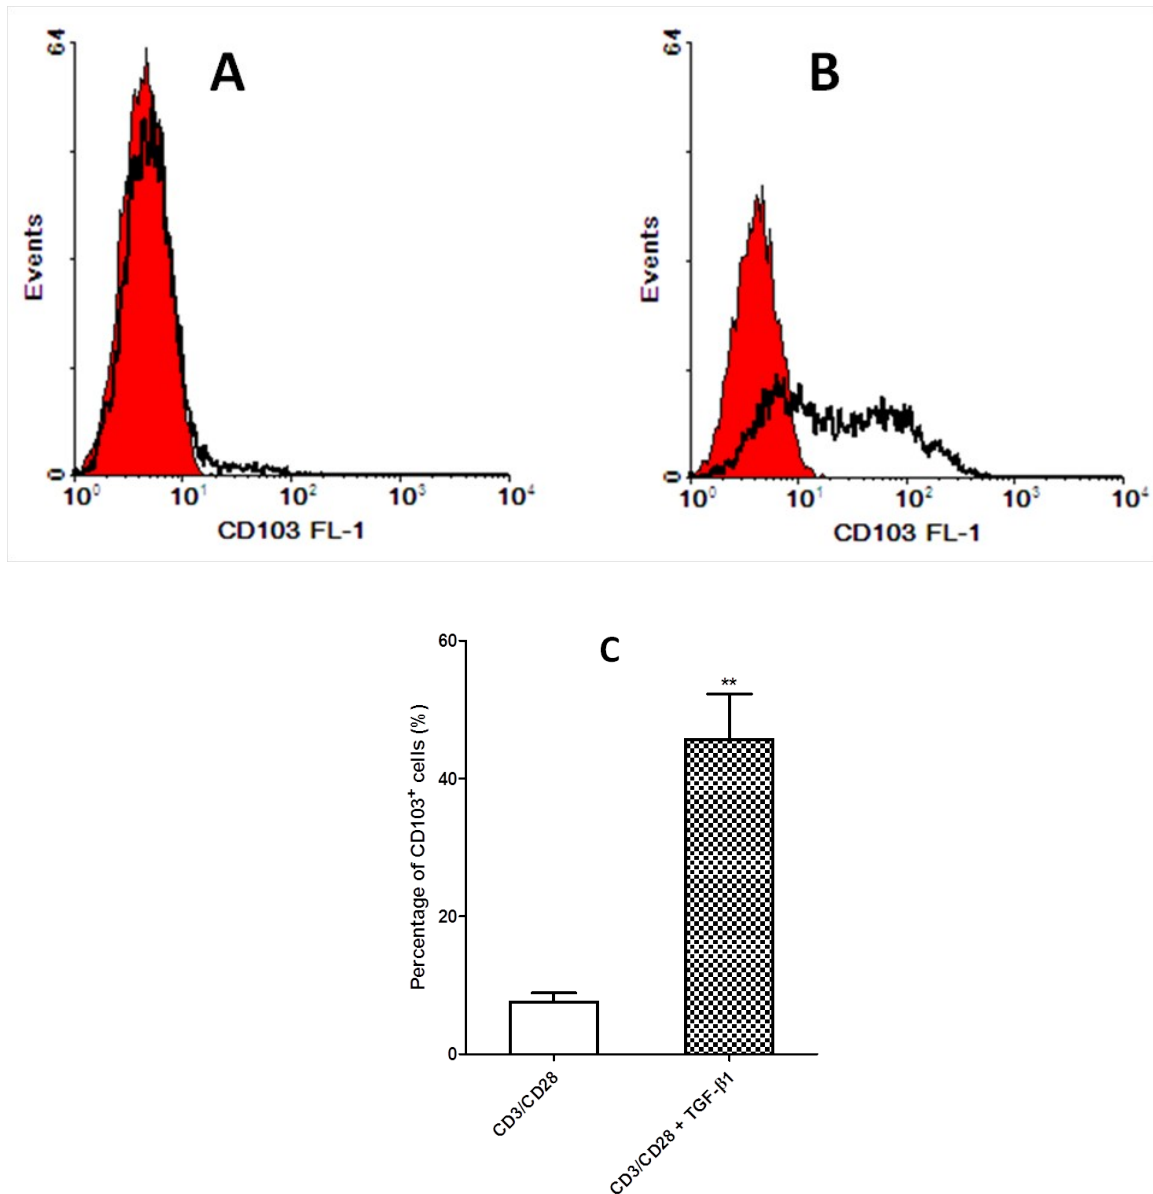 A
64
Events
0
10⁰ 10¹ 10² 10³ 10⁴
CD103 FL-1
B
64
Events
0
10⁰ 10¹ 10² 10³ 10⁴
CD103 FL-1
C
Percentage of CD103⁺ cells (%)
60
40
20
0
**
CD3/CD28
CD3/CD28 + TGF-β1